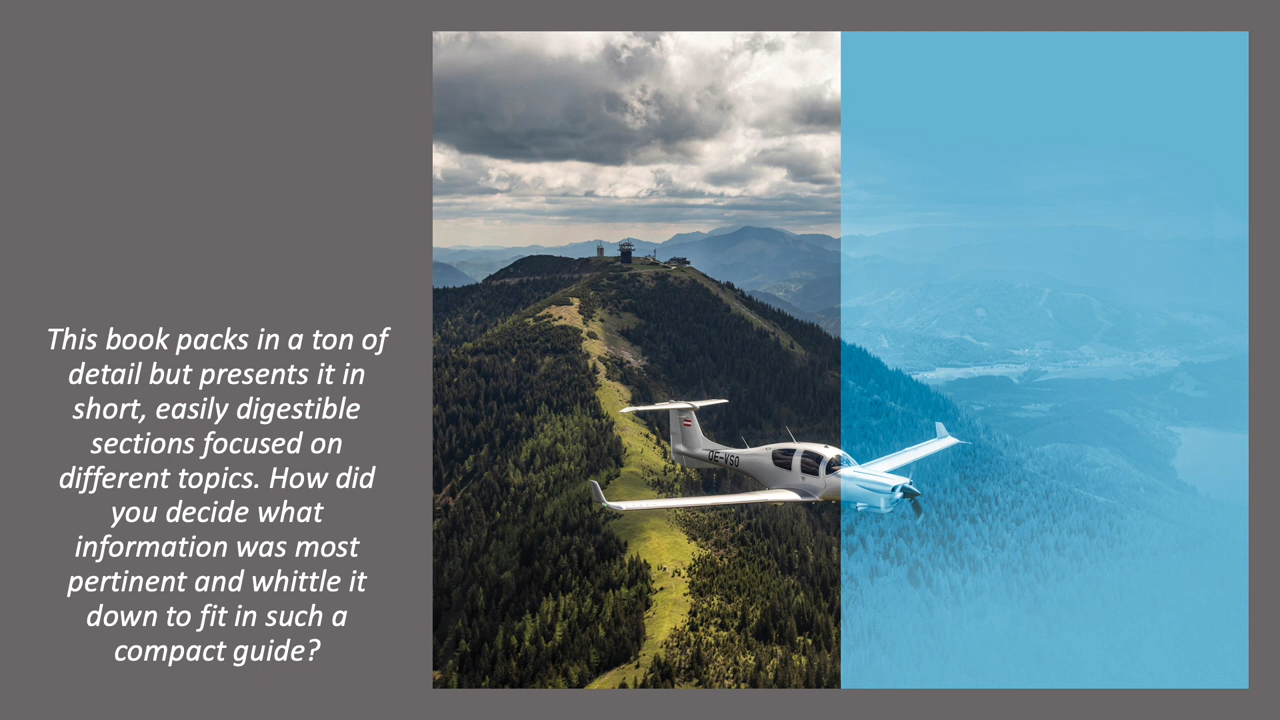 This book packs in a ton of
detail but presents it in
short, easily digestible
sections focused on
different topics. How did
you decide what
information was most
pertinent and whittle it
down to fit in such a
compact guide?
OE-VSO